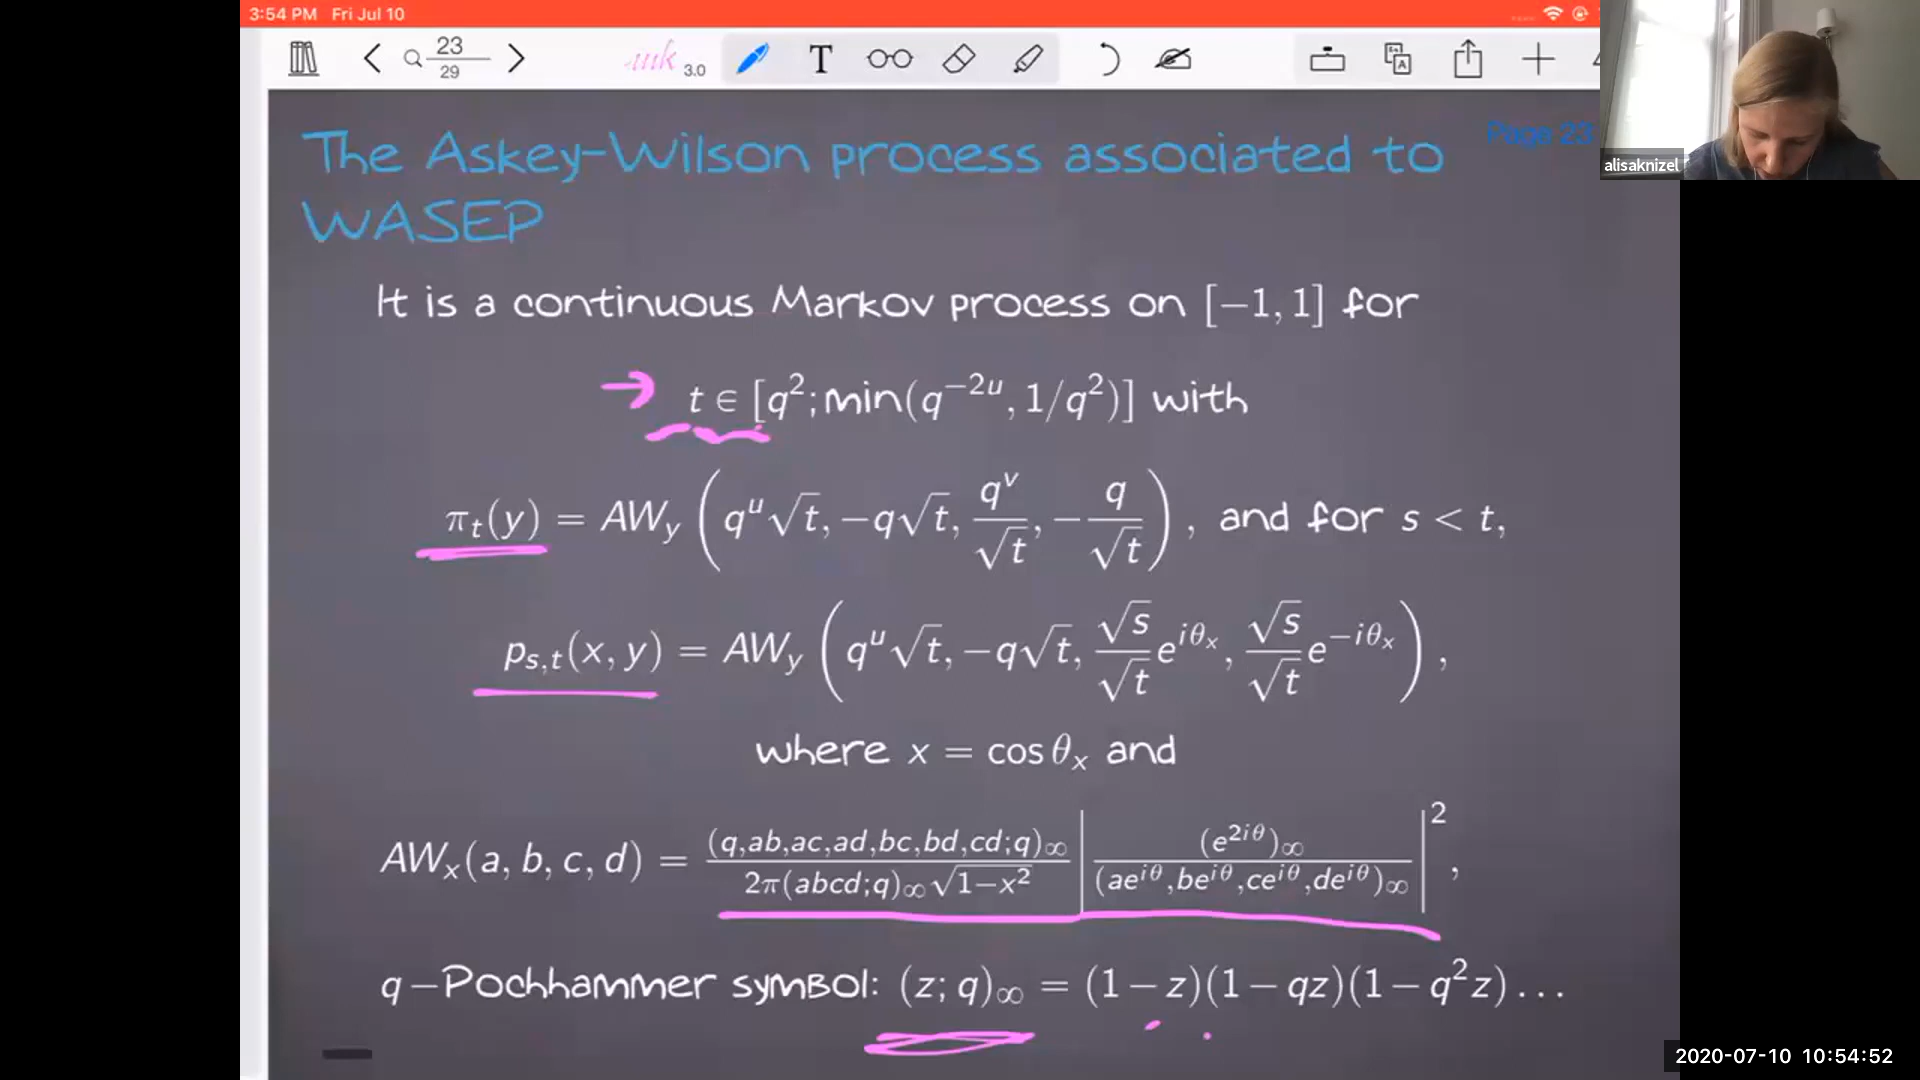 3:54 PM Fri Jul 10
23
29
mk 3.0
T
Page 23
alisaknizel
The Askey-Wilson process associated to
WASEP
It is a continuous Markov process on [−1, 1] for
→ t ∈ [q²; min(q^{−2u}, 1/q²)] with
π_t(y) = AW_y (q^u √t, −q√t, q^v/√t, −q/√t), and for s < t,
p_{s,t}(x, y) = AW_y (q^u √t, −q√t, √s/√t e^{iθ_x}, √s/√t e^{−iθ_x}),
where x = cos θ_x and
AW_x(a, b, c, d) = (q,ab,ac,ad,bc,bd,cd;q)_∞ / 2π(abcd;q)_∞ √(1−x²) |(e^{2iθ})_∞ / (ae^{iθ},be^{iθ},ce^{iθ},de^{iθ})_∞|²,
q−Pochhammer symbol: (z; q)_∞ = (1 − z)(1 − qz)(1 − q²z)...
2020-07-10 10:54:52